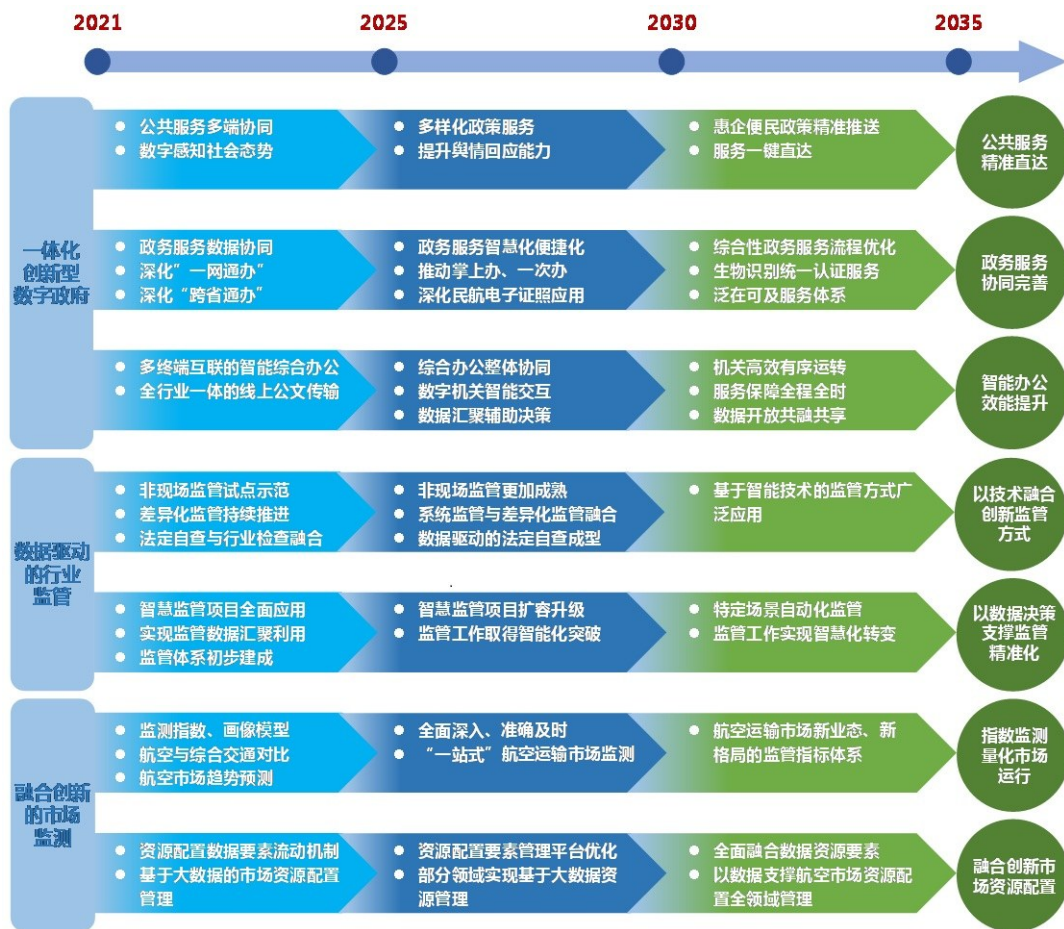 2021
2025
2030
2035
一体化
创新型
数字政府
公共服务多端协同
数字感知社会态势
多样化政策服务
提升舆情回应能力
惠企便民政策精准推送
服务一键直达
公共服务
精准直达
政务服务数据协同
深化“一网通办”
深化“跨省通办”
政务服务智慧化便捷化
推动掌上办、一次办
深化民航电子证照应用
综合性政务服务流程优化
生物识别统一认证服务
泛在可及服务体系
政务服务
协同完善
多终端互联的智能综合办公
全行业一体的线上公文传输
综合办公整体协同
数字机关智能交互
数据汇聚辅助决策
机关高效有序运转
服务保障全程全时
数据开放共融共享
智能办公
效能提升
数据驱动
的行业
监管
非现场监管试点示范
差异化监管持续推进
法定自查与行业检查融合
非现场监管更加成熟
系统监管与差异化监管融合
数据驱动的法定自查成型
基于智能技术的监管方式广
泛应用
以技术融合
创新监管
方式
智慧监管项目全面应用
实现监管数据汇聚利用
监管体系初步建成
智慧监管项目扩容升级
监管工作取得智能化突破
特定场景自动化监管
监管工作实现智慧化转变
以数据决策
支撑监管
精准化
融合创新
的市场
监测
监测指数、画像模型
航空与综合交通对比
航空市场趋势预测
全面深入、准确及时
“一站式”航空运输市场监测
航空运输市场新业态、新
格局的监管指标体系
指数监测
量化市场
运行
资源配置数据要素流动机制
基于大数据的市场资源配置
管理
资源配置要素管理平台优化
部分领域实现基于大数据资
源管理
全面融合数据资源要素
以数据支撑航空市场资源配
置全领域管理
融合创新市
场资源配置